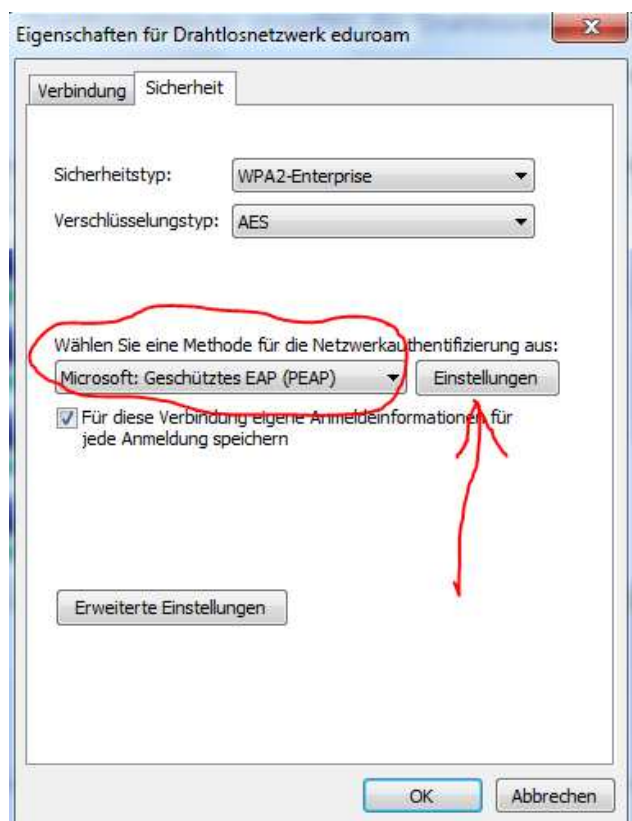 Eigenschaften für Drahtlosnetzwerk eduroam
Verbindung
Sicherheit
Sicherheitstyp:
WPA2-Enterprise
Verschlüsselungstyp:
AES
Wählen Sie eine Methode für die Netzwerkauthentifizierung aus:
Microsoft: Geschütztes EAP (PEAP)
Einstellungen
Für diese Verbindung eigene Anmeldeinformationen für
jede Anmeldung speichern
Erweiterte Einstellungen
OK
Abbrechen